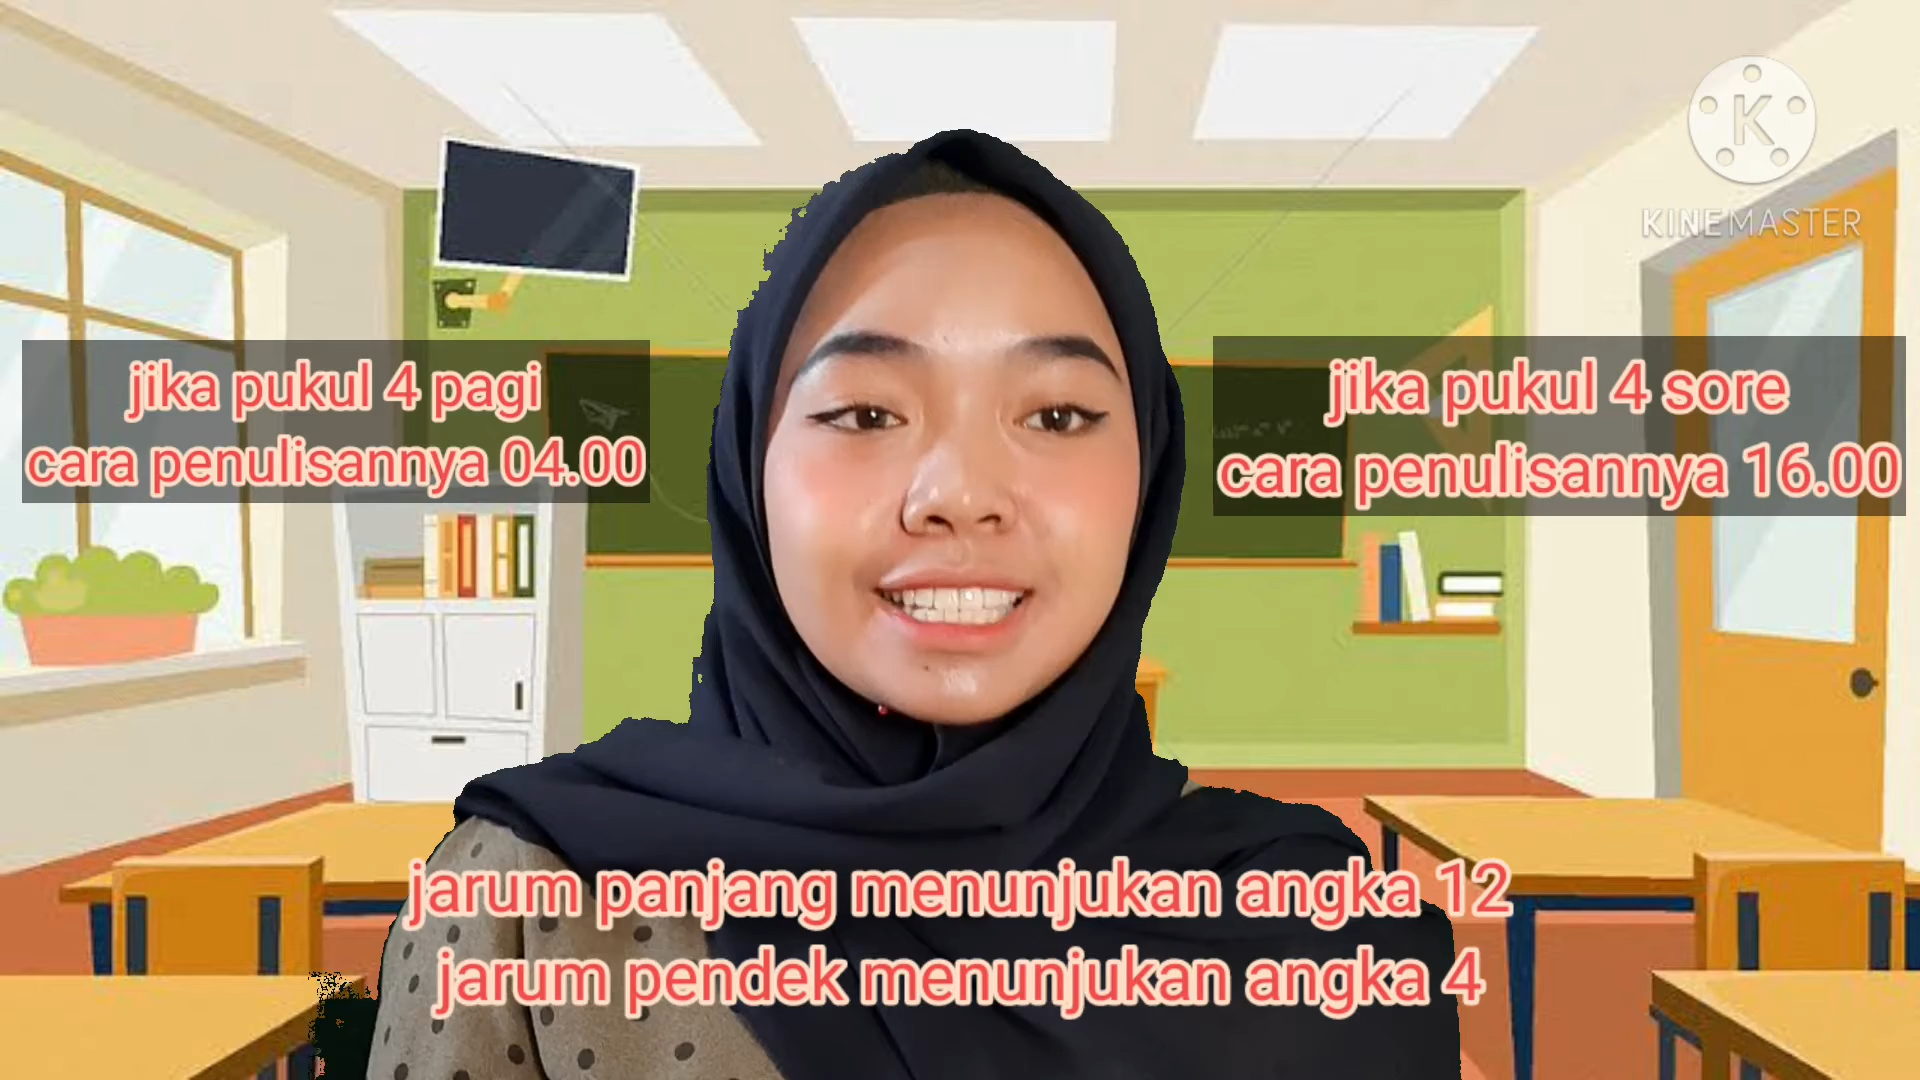 KINEMASTER
jika pukul 4 pagi
cara penulisannya 04.00
jika pukul 4 sore
cara penulisannya 16.00
jarum panjang menunjukan angka 12
jarum pendek menunjukan angka 4